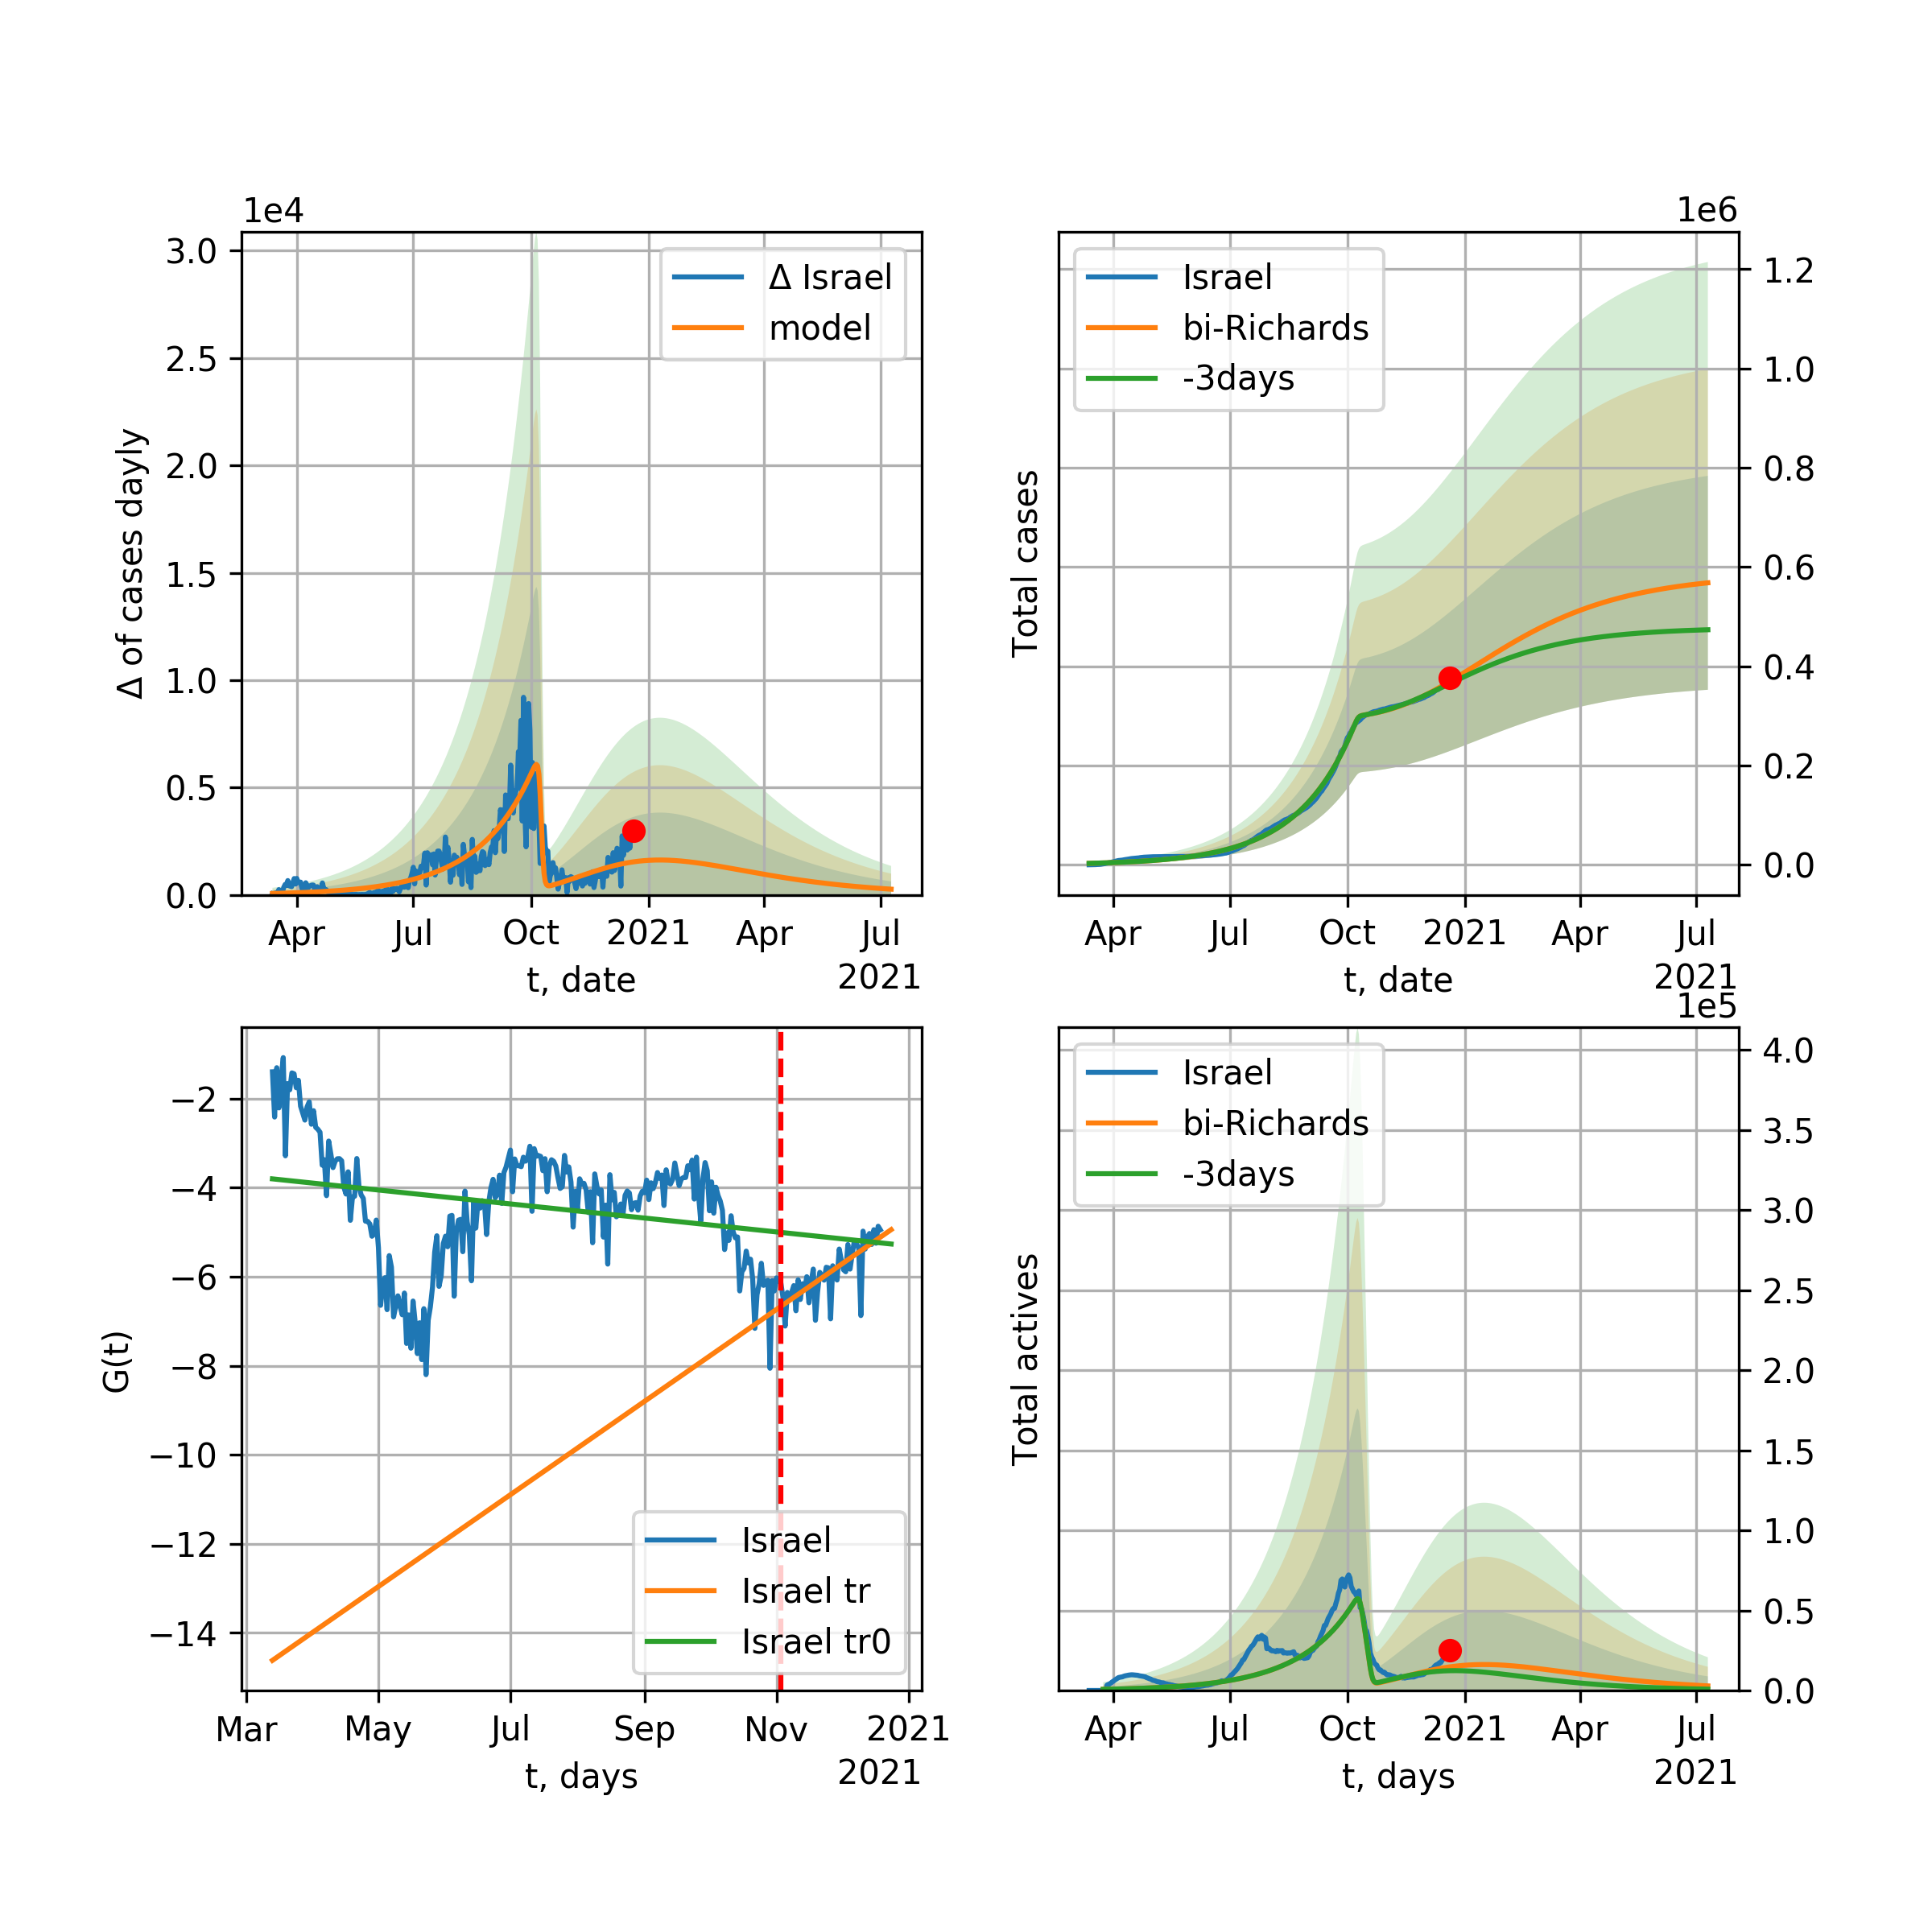 1e4
3.0
2.5
2.0
1.5
1.0
0.5
0.0
Δ of cases dayly
Δ Israel
model
Apr Jul Oct 2021 Apr Jul
t, date
2021
1e6
Total cases
Israel
bi-Richards
-3days
1.2
1.0
0.8
0.6
0.4
0.2
0.0
Apr Jul Oct 2021 Apr Jul
t, date
2021
G(t)
−2
−4
−6
−8
−10
−12
−14
Israel
Israel tr
Israel tr0
Mar May Jul Sep Nov 2021
t, days
2021
1e5
Total actives
Israel
bi-Richards
-3days
4.0
3.5
3.0
2.5
2.0
1.5
1.0
0.5
0.0
Apr Jul Oct 2021 Apr Jul
t, days
2021